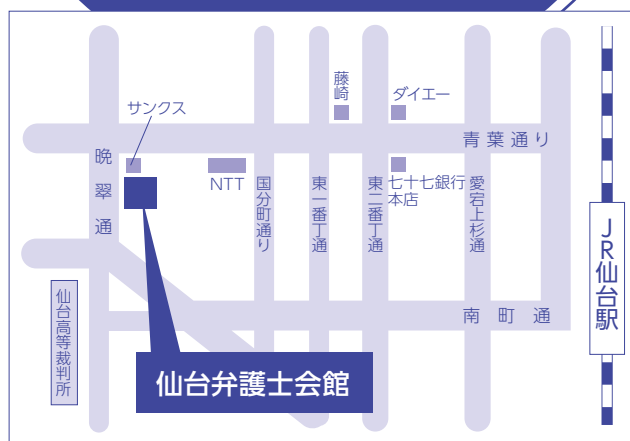 藤崎
ダイエー
サンクス
青葉通り
晩翠通
NTT
国分町通り
東一番丁通
東二番丁通
七十七銀行
本店
愛宕上杉通
JR仙台駅
仙台高等裁判所
南町通
仙台弁護士会館